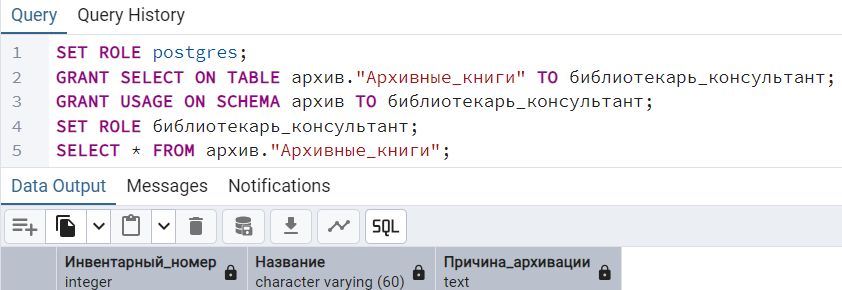 Query Query History
1 SET ROLE postgres;
2 GRANT SELECT ON TABLE архив."Архивные_книги" TO библиотекарь_консультант;
3 GRANT USAGE ON SCHEMA архив TO библиотекарь_консультант;
4 SET ROLE библиотекарь_консультант;
5 SELECT * FROM архив."Архивные_книги";
Data Output Messages Notifications
SQL
Инвентарный_номер Название Причина_архивации
integer character varying (60) text